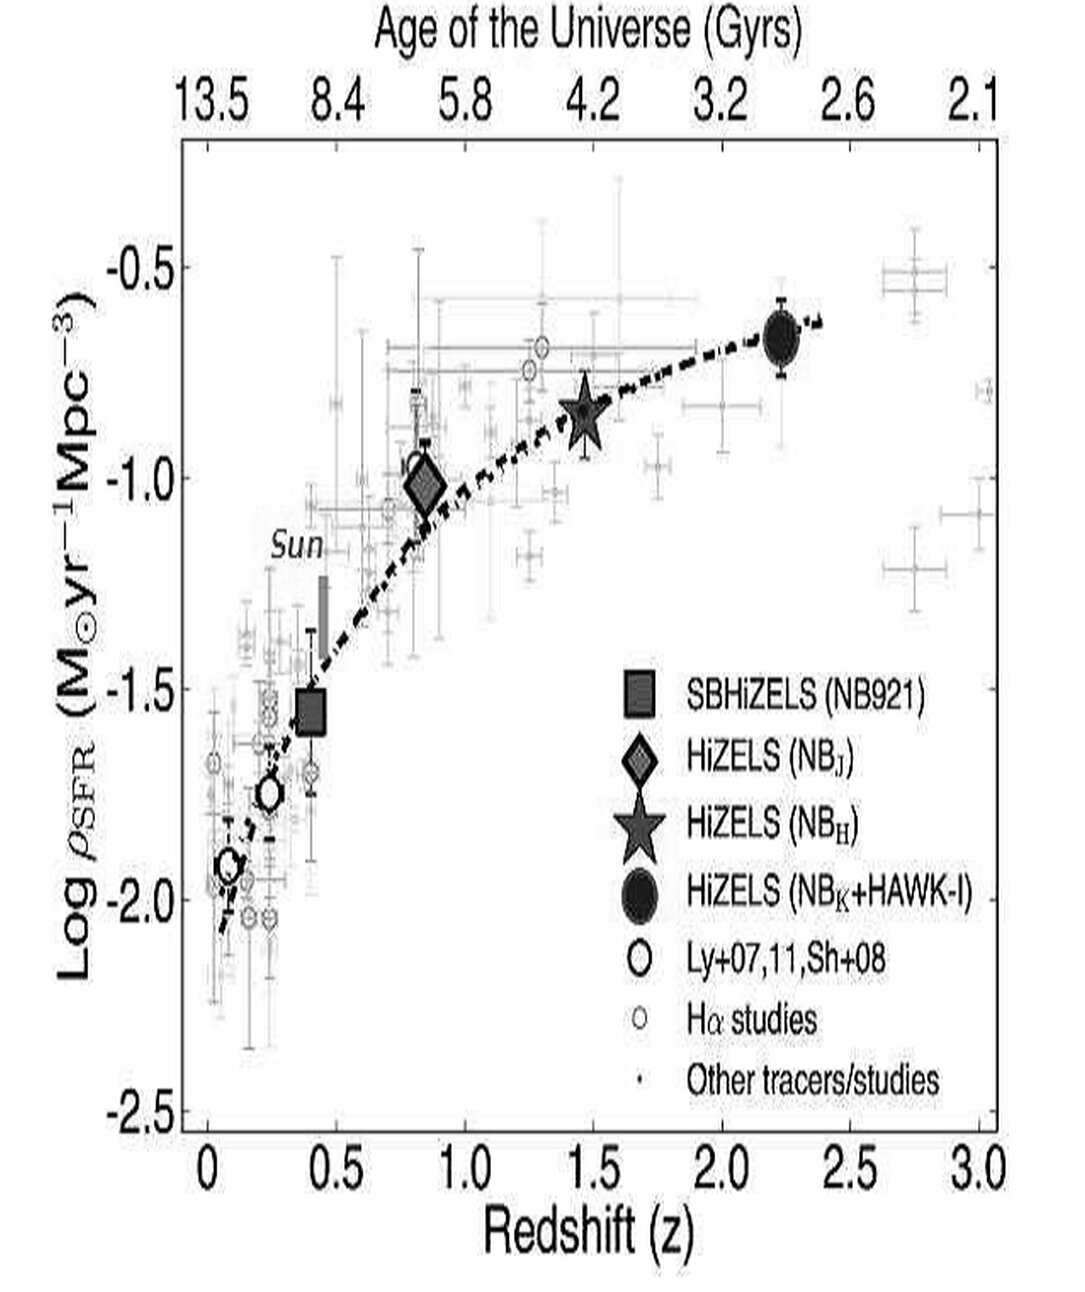 Age of the Universe (Gyrs)
13.5 8.4 5.8 4.2 3.2 2.6 2.1
Log ρSFR (M⊙yr−1Mpc−3)
-0.5
-1.0
-1.5
-2.0
-2.5
Sun
SBHiZELS (NB921)
HiZELS (NBJ)
HiZELS (NBH)
HiZELS (NBK+HAWK-I)
Ly+07,11,Sh+08
Hα studies
Other tracers/studies
0 0.5 1.0 1.5 2.0 2.5 3.0
Redshift (z)